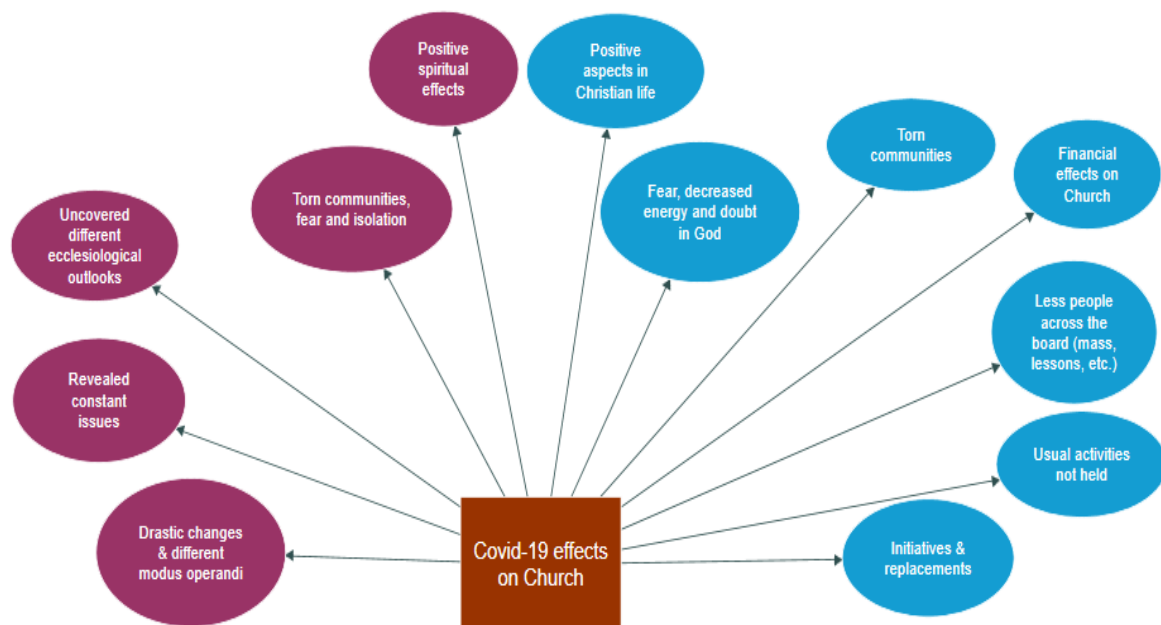 Positive
spiritual
effects
Positive
aspects in
Christian life
Torn
communities
Financial
effects on
Church
Torn communities,
fear and isolation
Fear, decreased
energy and doubt
in God
Uncovered
different
ecclesiological
outlooks
Less people
across the
board (mass,
lessons, etc.)
Revealed
constant
issues
Usual activities
not held
Drastic changes
& different
modus operandi
Covid-19 effects
on Church
Initiatives &
replacements